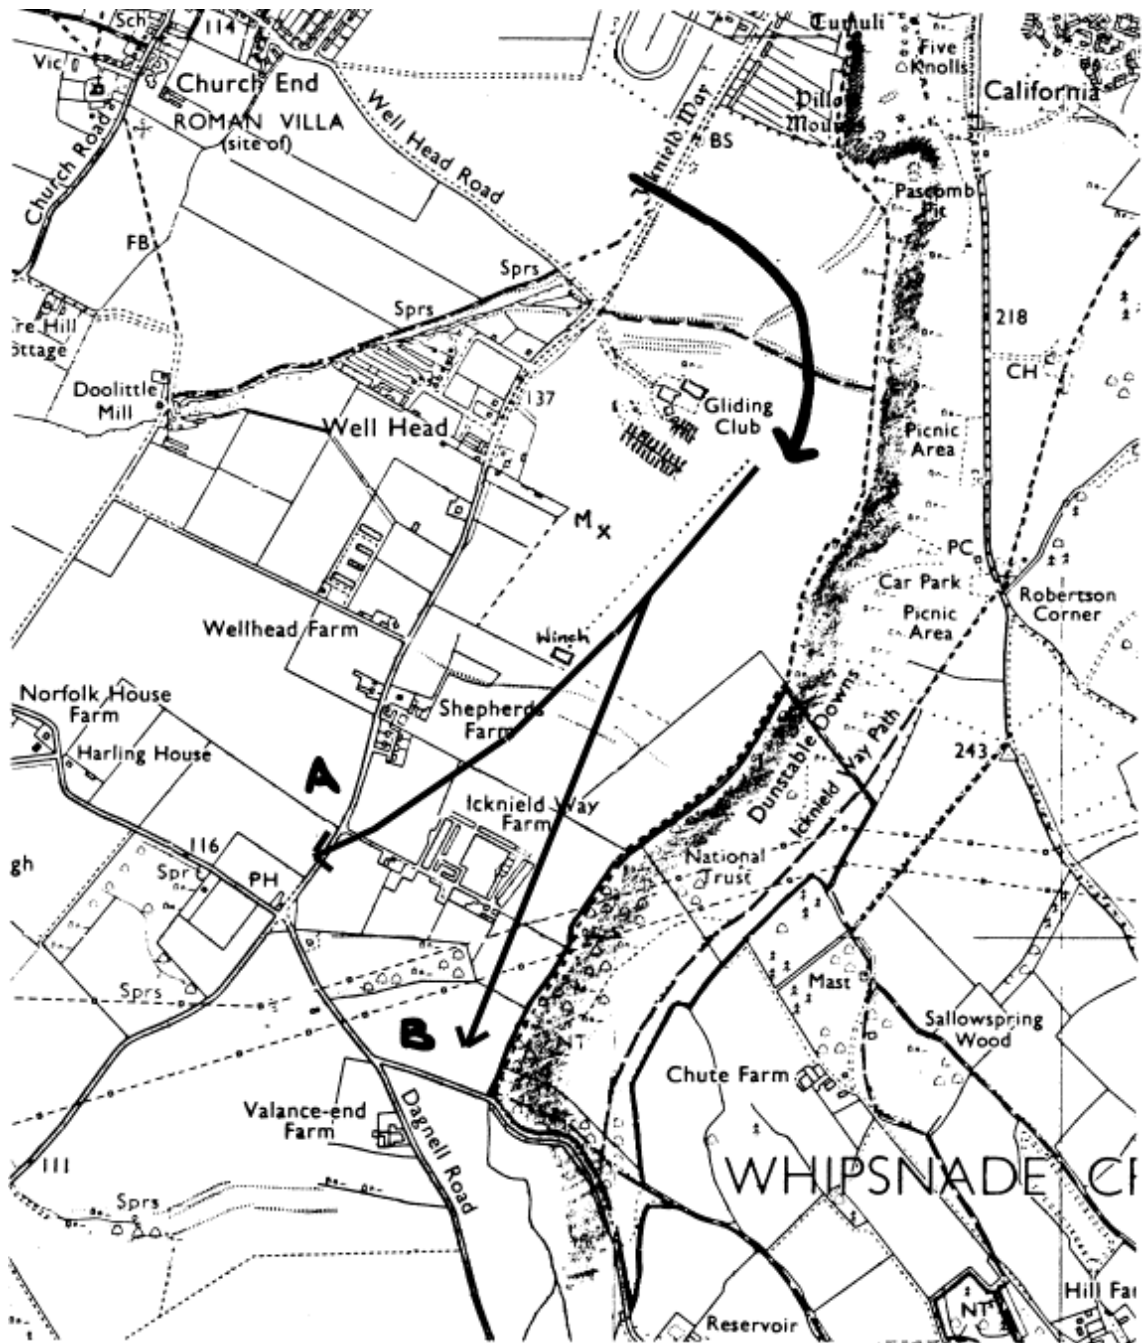 Sch
114
Tumuli
Five
Knolls
Vic
Church End
California
ROMAN VILLA
(site of)
Well Head Road
Icknield Way
Pillow
Mounds
BS
Church Road
Pascomb
Pit
FB
Sprs
Sprs
218
Cottage
Doolittle
Mill
137
CH
Gliding
Club
Well Head
Picnic
Area
M x
PC
Car Park
Robertson
Corner
Picnic
Area
Wellhead Farm
Winch
Norfolk House
Farm
Shepherds
Farm
Harling House
Dunstable Downs
Icknield Way Path
243
A
Icknield Way
Farm
116
National
Trust
gh
Spr
PH
Mast
Sprs
Sallowspring
Wood
B
NT
Chute Farm
Valance-end
Farm
Dagnell Road
111
WHIPSNADE
Sprs
Hill
NT
Reservoir